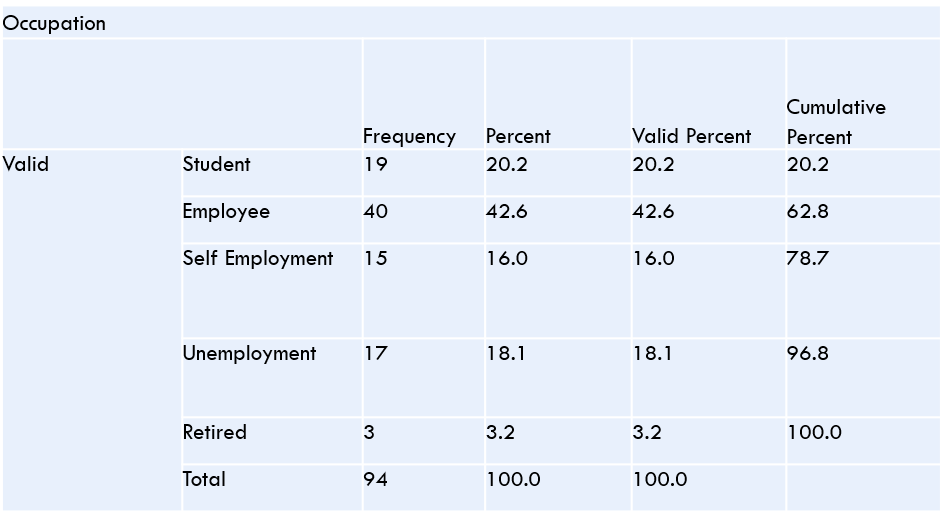 Occupation
Frequency Percent Valid Percent Cumulative Percent
Valid Student 19 20.2 20.2 20.2
Employee 40 42.6 42.6 62.8
Self Employment 15 16.0 16.0 78.7
Unemployment 17 18.1 18.1 96.8
Retired 3 3.2 3.2 100.0
Total 94 100.0 100.0